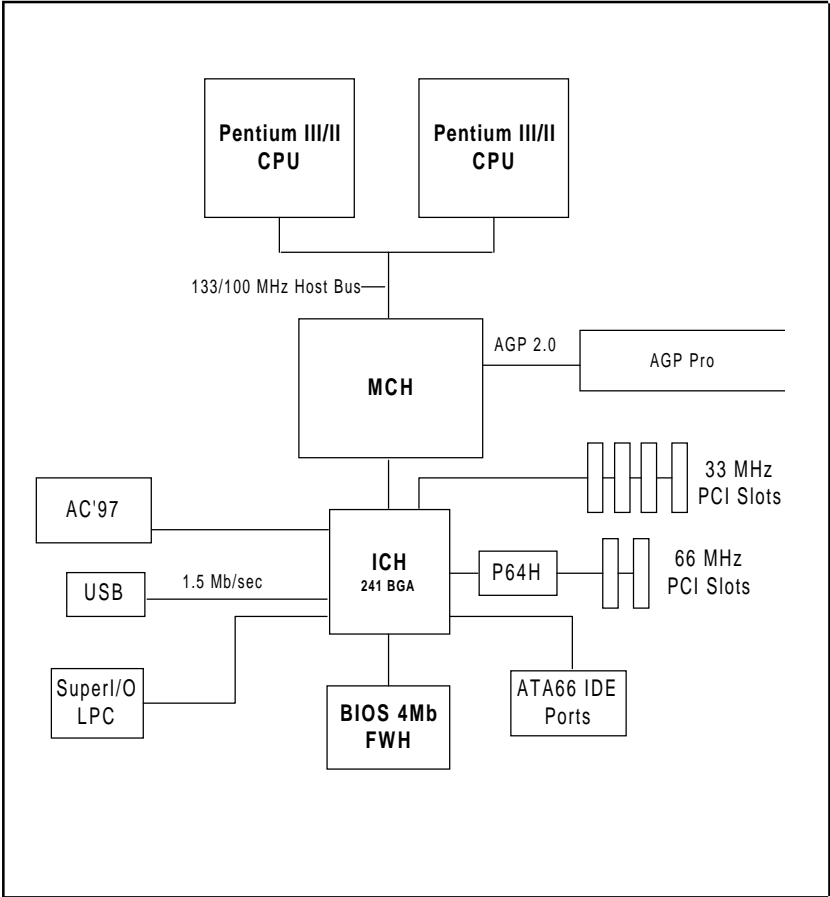 Pentium III/II
CPU
Pentium III/II
CPU
133/100 MHz Host Bus
MCH
AGP 2.0
AGP Pro
33 MHz
PCI Slots
AC'97
ICH
241 BGA
P64H
66 MHz
PCI Slots
USB
1.5 Mb/sec
SuperI/O
LPC
BIOS 4Mb
FWH
ATA66 IDE
Ports